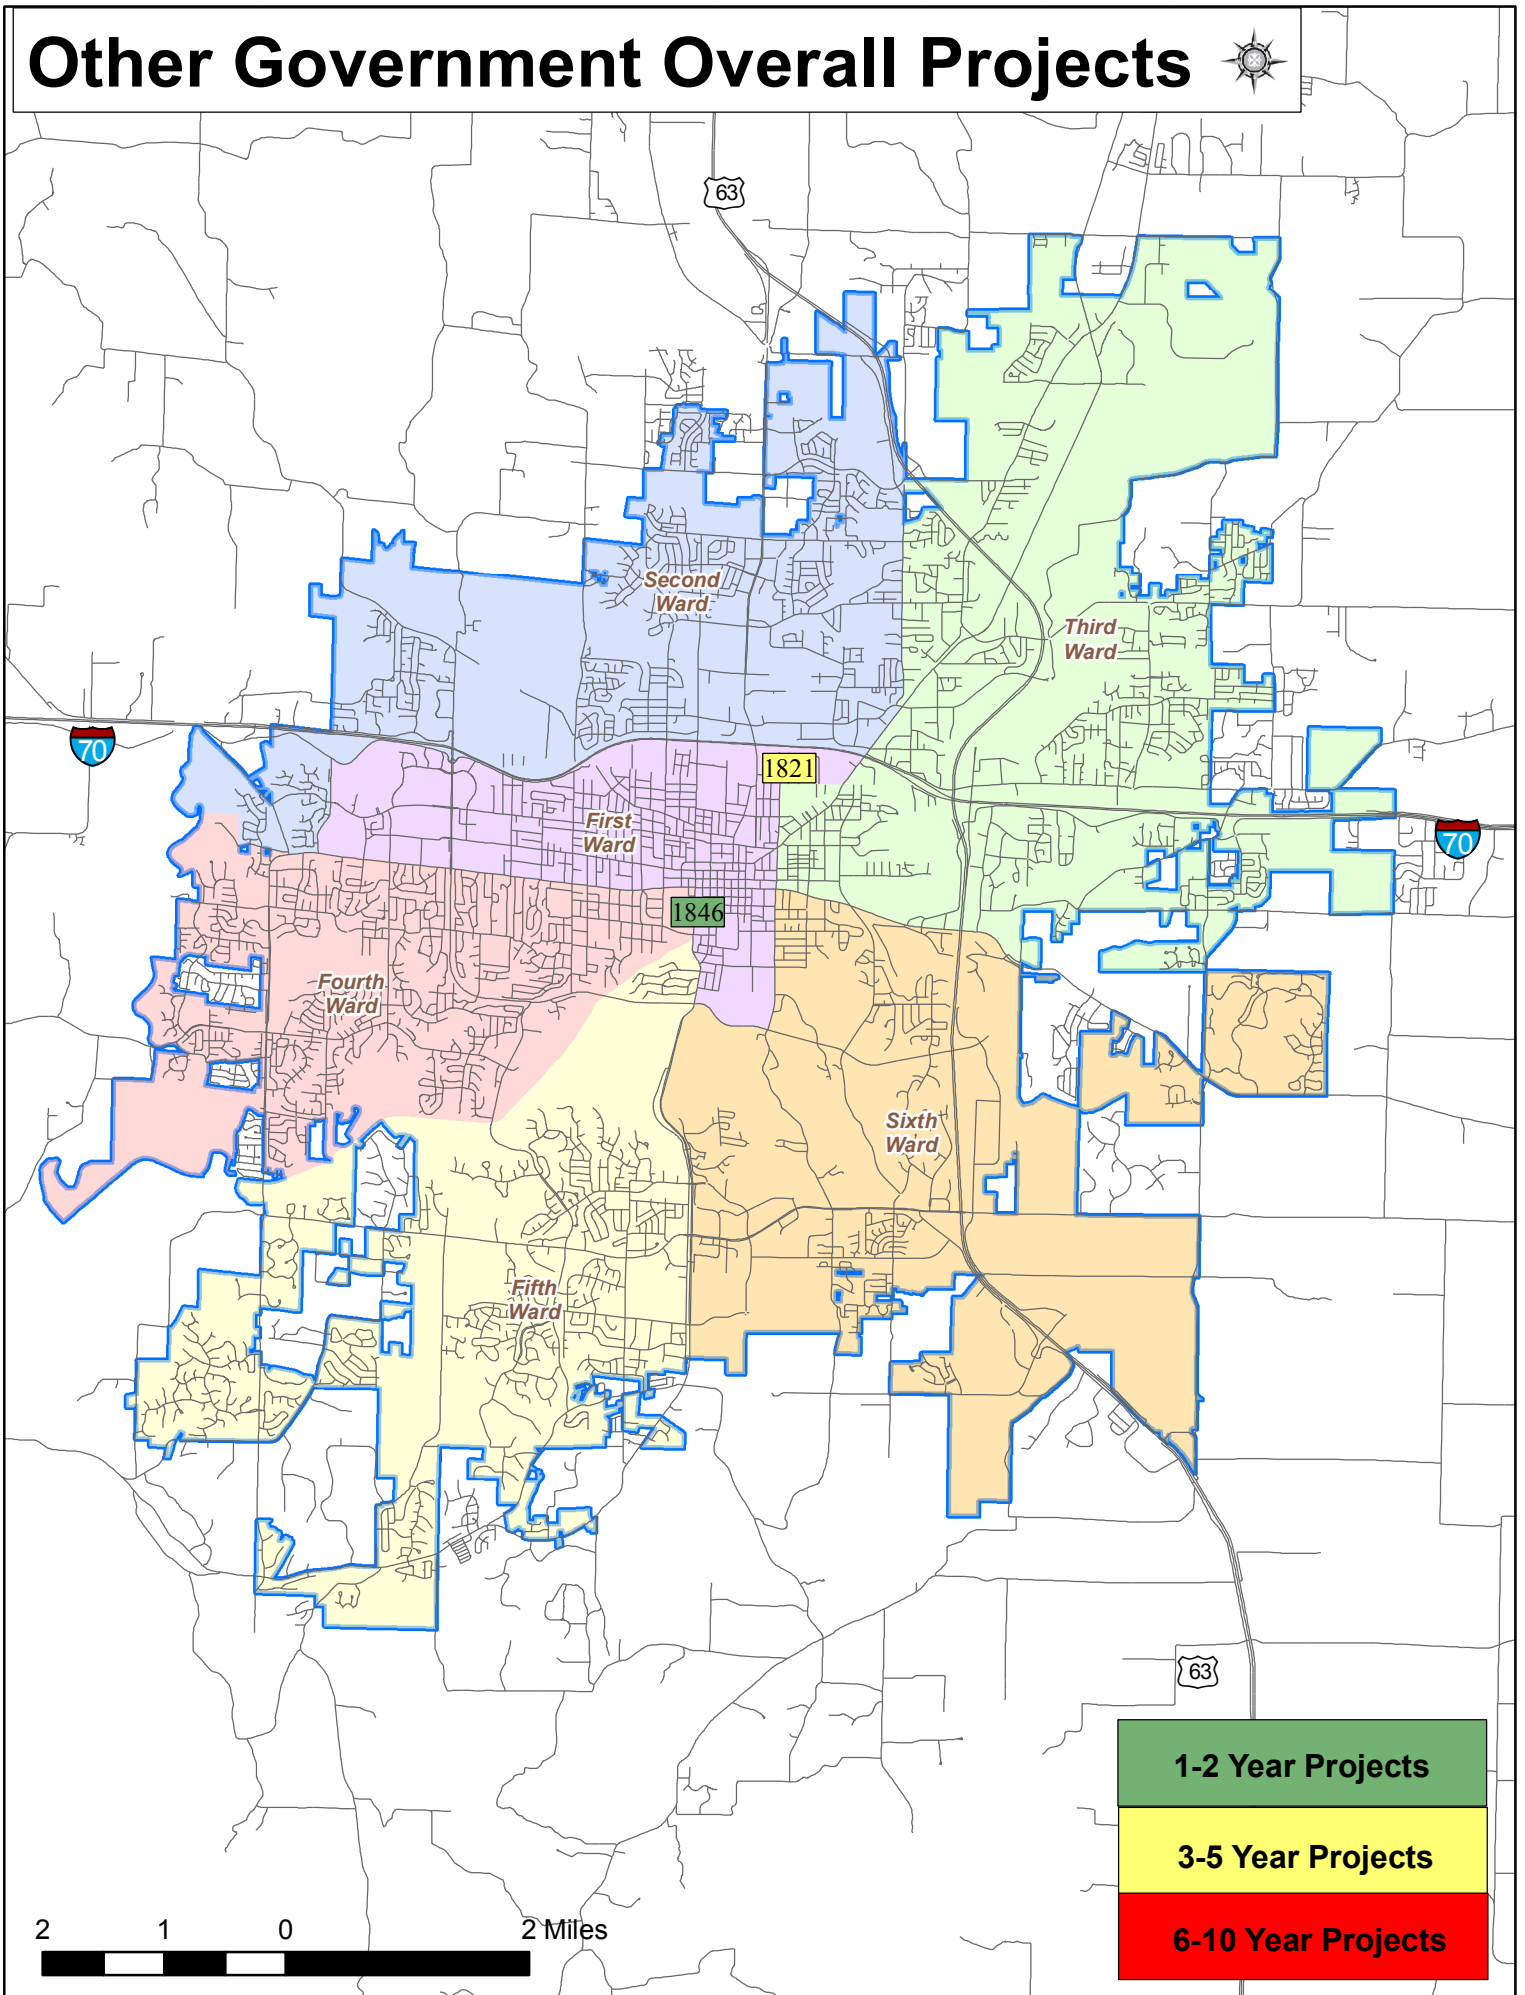 Other Government Overall Projects
63
Second
Ward
Third
Ward
70
1821
First
Ward
70
1846
Fourth
Ward
Sixth
Ward
Fifth
Ward
63
1-2 Year Projects
3-5 Year Projects
6-10 Year Projects
2 1 0 2 Miles